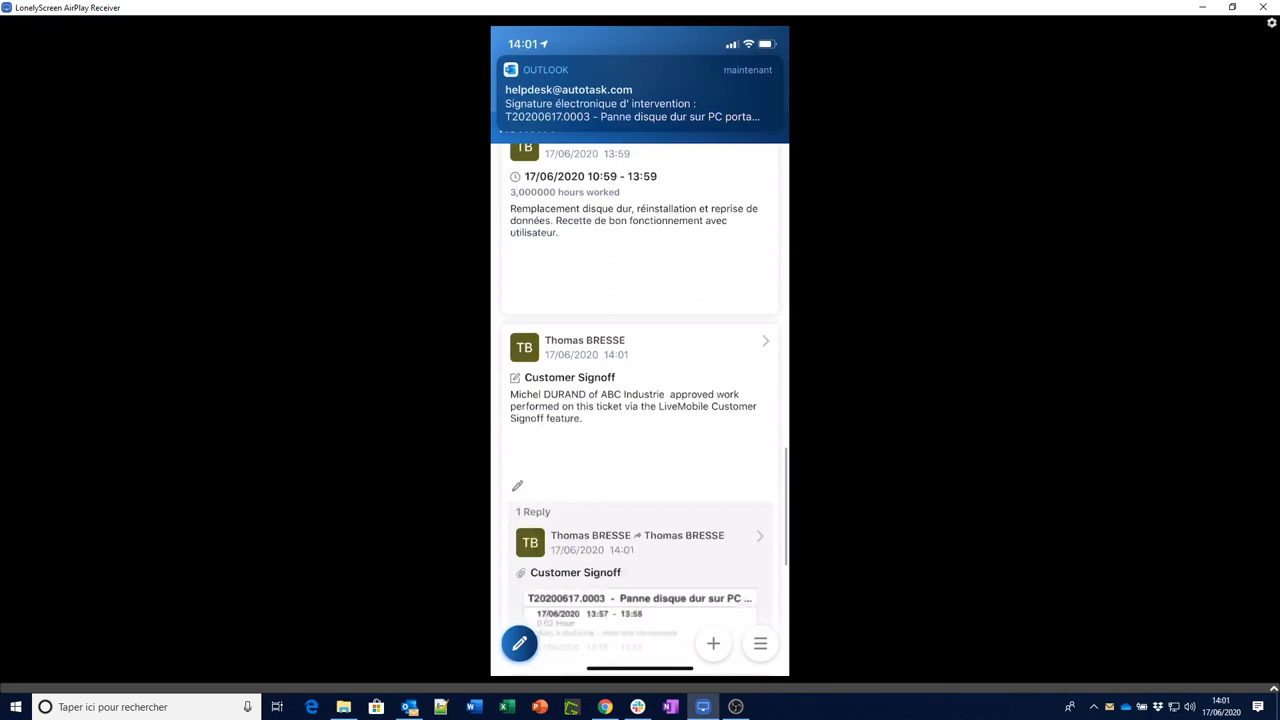 LonelyScreen AirPlay Receiver
14:01
OUTLOOK
maintenant
helpdesk@autotask.com
Signature électronique d' intervention :
T20200617.0003 - Panne disque dur sur PC porta...
TB
17/06/2020 13:59
17/06/2020 10:59 - 13:59
3,000000 hours worked
Remplacement disque dur, réinstallation et reprise de
données. Recette de bon fonctionnement avec
utilisateur.
TB
Thomas BRESSE
17/06/2020 14:01
Customer Signoff
Michel DURAND of ABC Industrie approved work
performed on this ticket via the LiveMobile Customer
Signoff feature.
1 Reply
TB
Thomas BRESSE
Thomas BRESSE
17/06/2020 14:01
Customer Signoff
T20200617.0003 - Panne disque dur sur PC ...
17/06/2020 13:57 - 13:58
0:02 Hour
Taper ici pour rechercher
14:01
17/06/2020